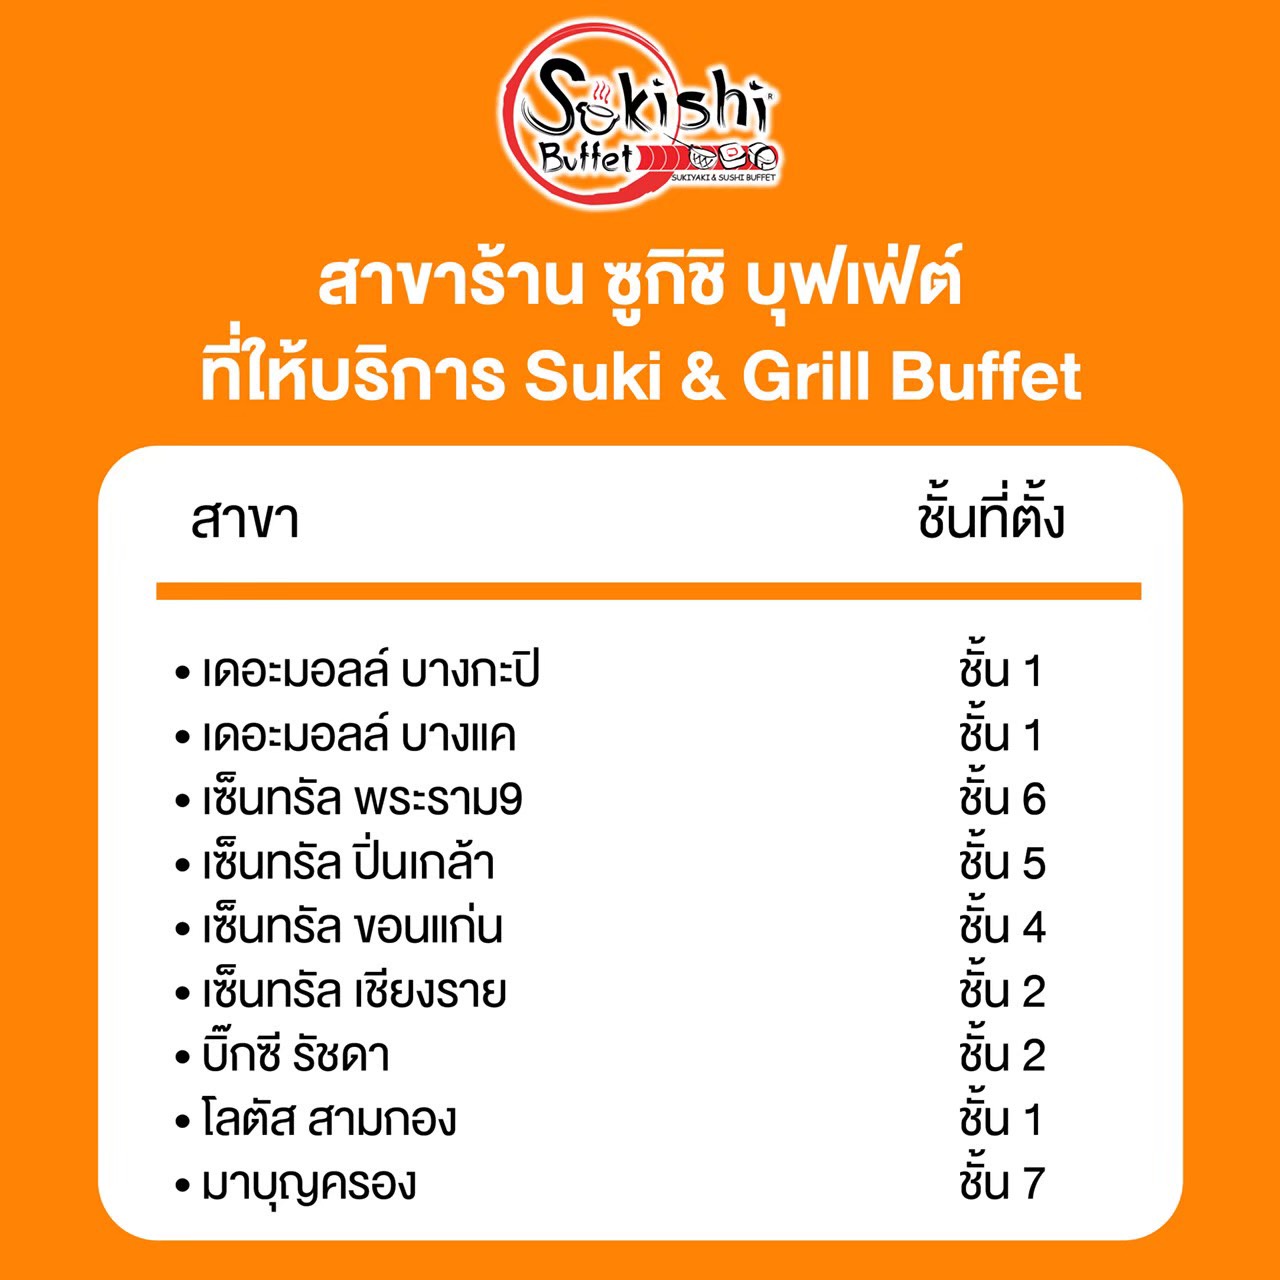 Sukishi
Buffet
SUKIYAKI & SUSHI BUFFET
สาขาร้าน ซูกิชิ บุฟเฟ่ต์
ที่ให้บริการ Suki & Grill Buffet
สาขา ชั้นที่ตั้ง
• เดอะมอลล์ บางกะปิ ชั้น 1
• เดอะมอลล์ บางแค ชั้น 1
• เซ็นทรัล พระราม9 ชั้น 6
• เซ็นทรัล ปิ่นเกล้า ชั้น 5
• เซ็นทรัล ขอนแก่น ชั้น 4
• เซ็นทรัล เชียงราย ชั้น 2
• บิ๊กซี รัชดา ชั้น 2
• โลตัส สามกอง ชั้น 1
• มาบุญครอง ชั้น 7